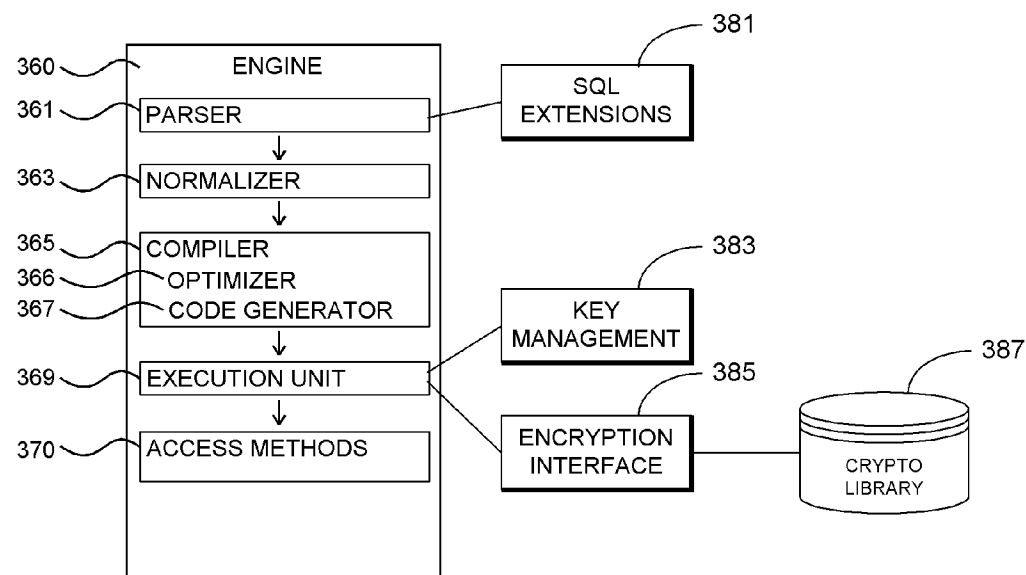 381
360
ENGINE
SQL
EXTENSIONS
361
PARSER
363
NORMALIZER
365
COMPILER
383
366
OPTIMIZER
367
CODE GENERATOR
KEY
MANAGEMENT
387
369
EXECUTION UNIT
385
370
ACCESS METHODS
ENCRYPTION
INTERFACE
CRYPTO
LIBRARY